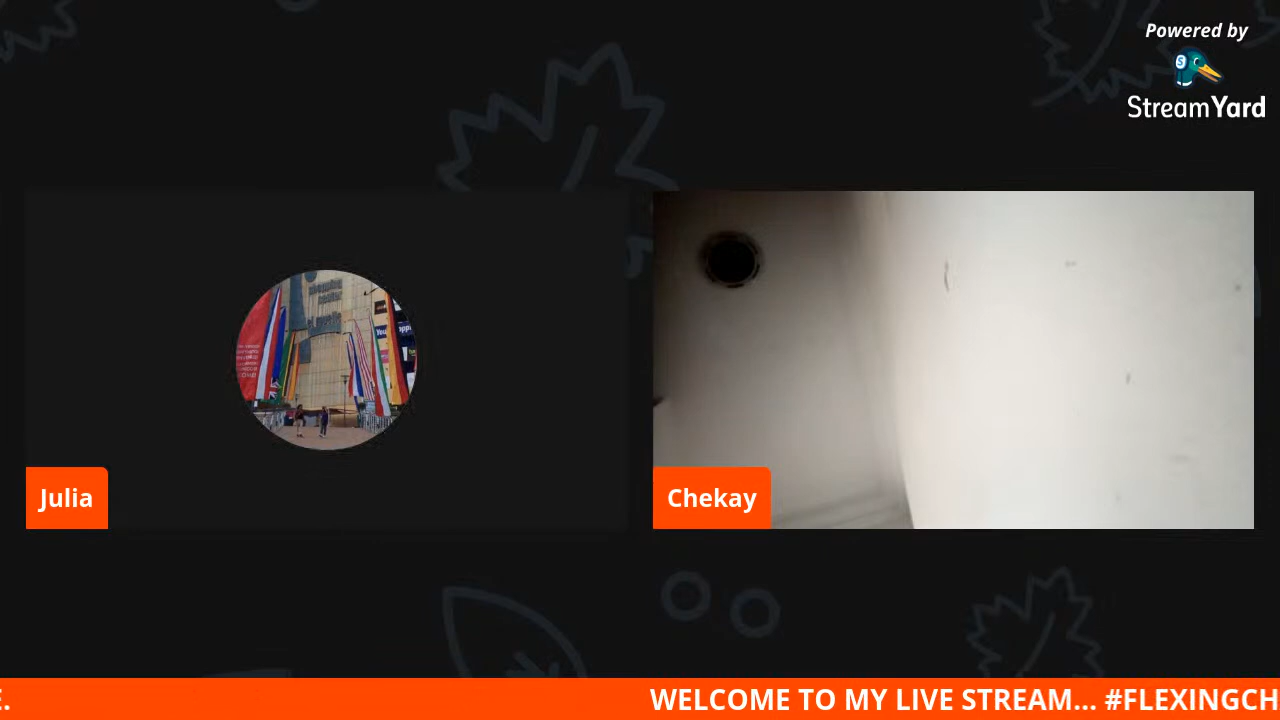 Powered by
StreamYard
Julia
Chekay
E.
WELCOME TO MY LIVE STREAM... #FLEXINGCH